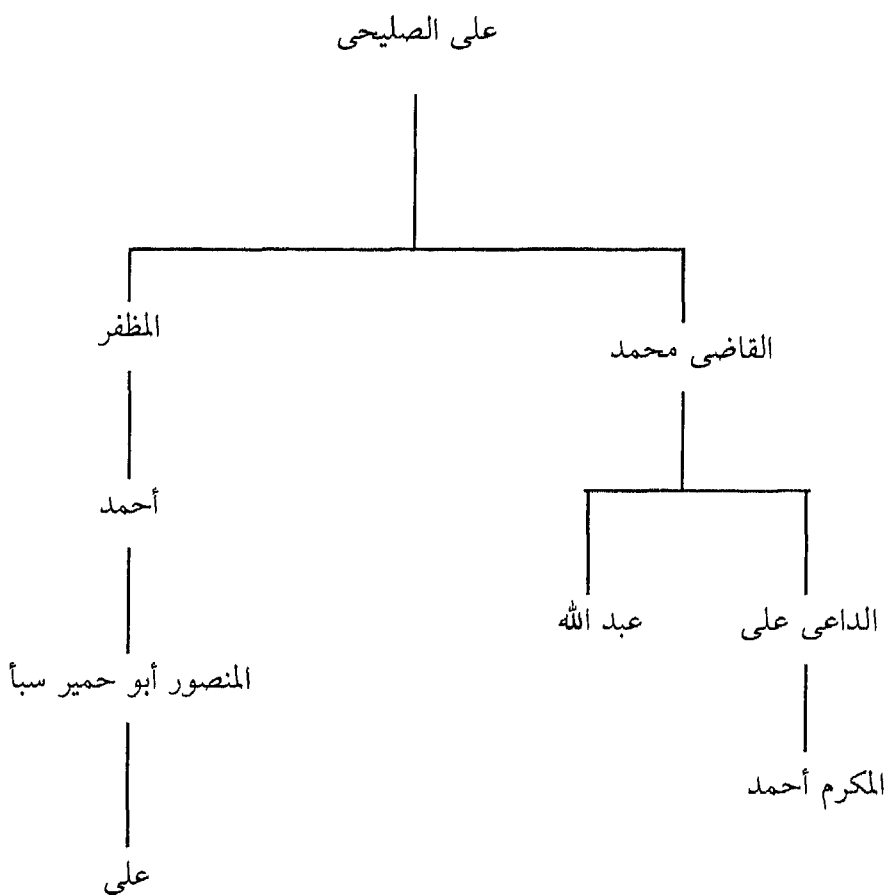 على الصليحى
المظفر
القاضى محمد
أحمد
الداعى على
عبد الله
المنصور أبو حمير سبأ
المكرم أحمد
على